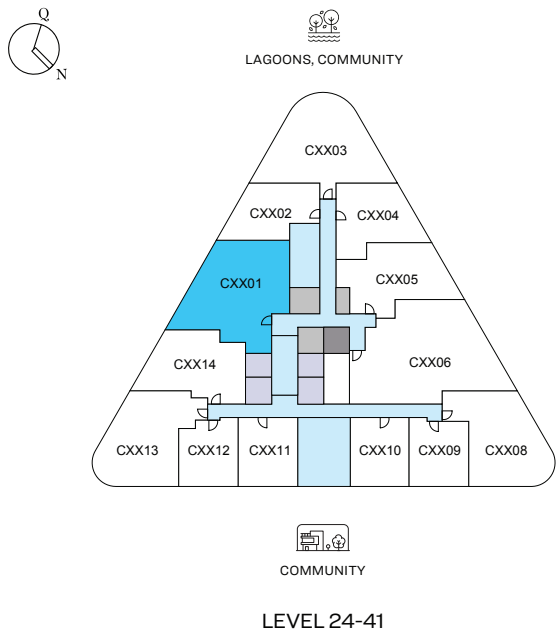 Q
N
LAGOONS, COMMUNITY
CXX03
CXX02
CXX04
CXX01
CXX05
CXX14
CXX06
CXX13
CXX12
CXX11
CXX10
CXX09
CXX08
COMMUNITY
LEVEL 24-41